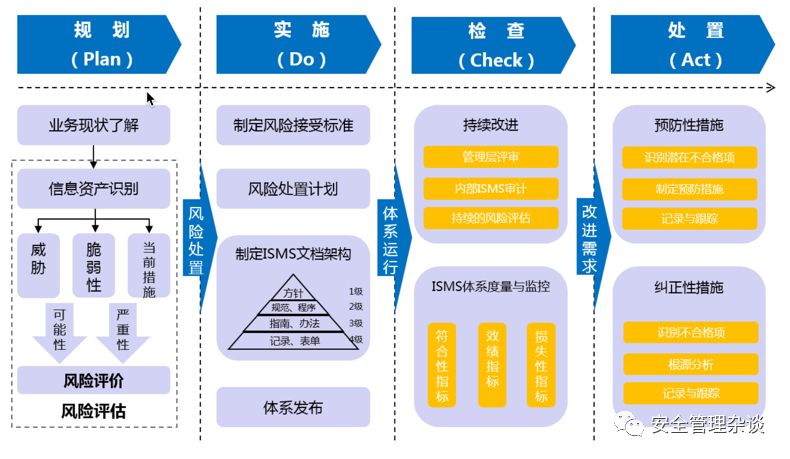 规 划
（Plan）
实 施
（Do）
检 查
（Check）
处 置
（Act）
业务现状了解
信息资产识别
威胁
脆弱性
当前措施
可能性
严重性
风险评价
风险评估
风险处置
制定风险接受标准
风险处置计划
制定ISMS文档架构
方针
1级
规范、程序
2级
指南、办法
3级
记录、表单
4级
体系发布
体系运行
持续改进
管理层评审
内部ISMS审计
持续的风险评估
ISMS体系度量与监控
符合性指标
效绩指标
损失性指标
改进需求
预防性措施
识别潜在不合格项
制定预防措施
记录与跟踪
纠正性措施
识别不合格项
根源分析
记录与跟踪
安全管理杂谈